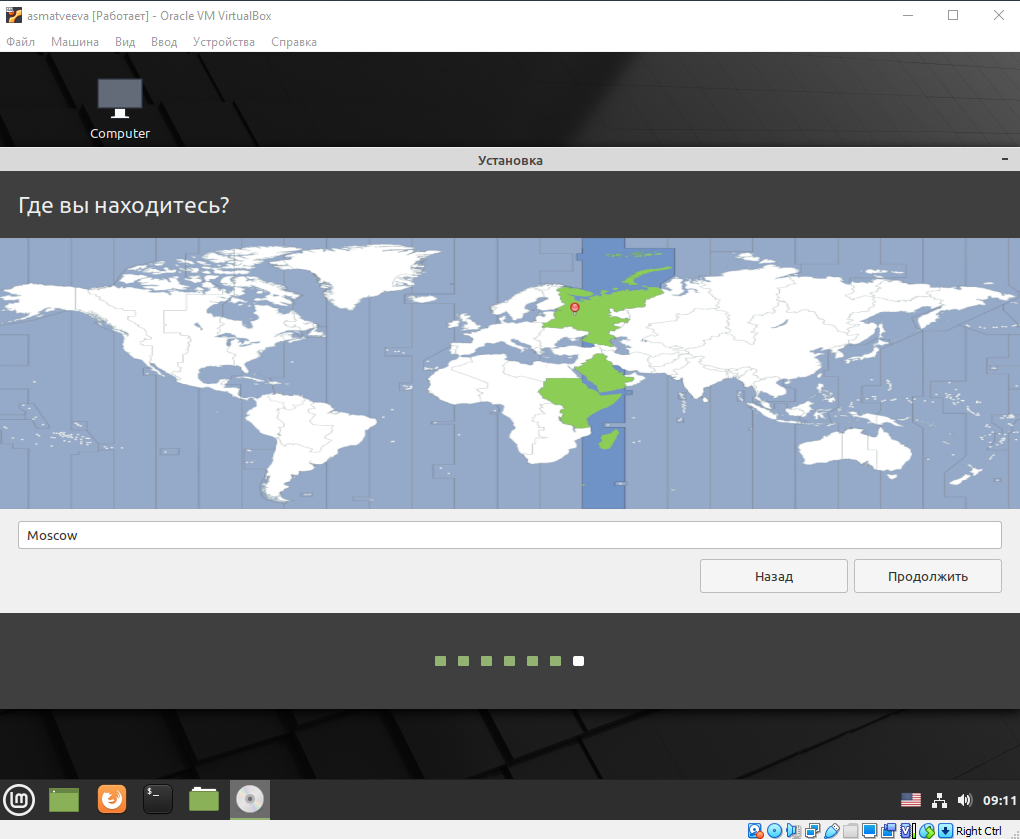 asmatveeva [Работает] - Oracle VM VirtualBox
Файл Машина Вид Ввод Устройства Справка
Computer
Установка
Где вы находитесь?
Moscow
Назад Продолжить
09:11
Right Ctrl